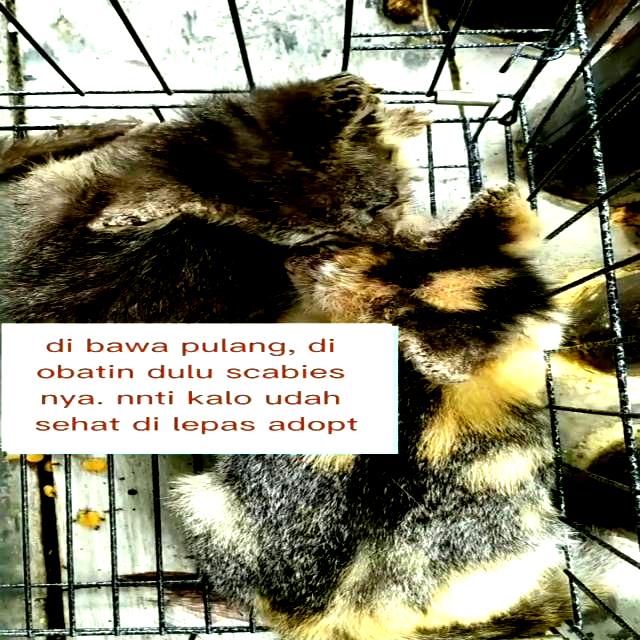 di bawa pulang, di
obatin dulu scabies
nya. nnti kalo udah
sehat di lepas adopt